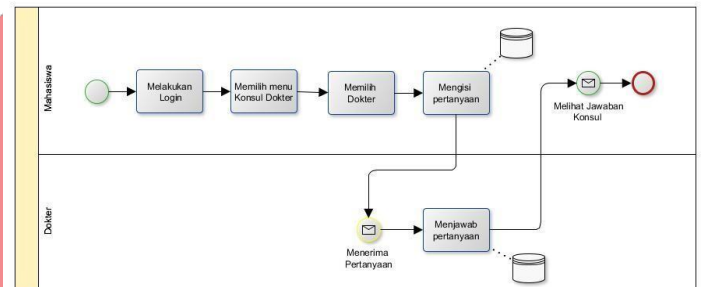 Mahasiswa
Melakukan
Login
Memilih menu
Konsul Dokter
Memilih
Dokter
Mengisi
pertanyaan
Melihat Jawaban
Konsul
Dokter
Menerima
Pertanyaan
Menjawab
pertanyaan